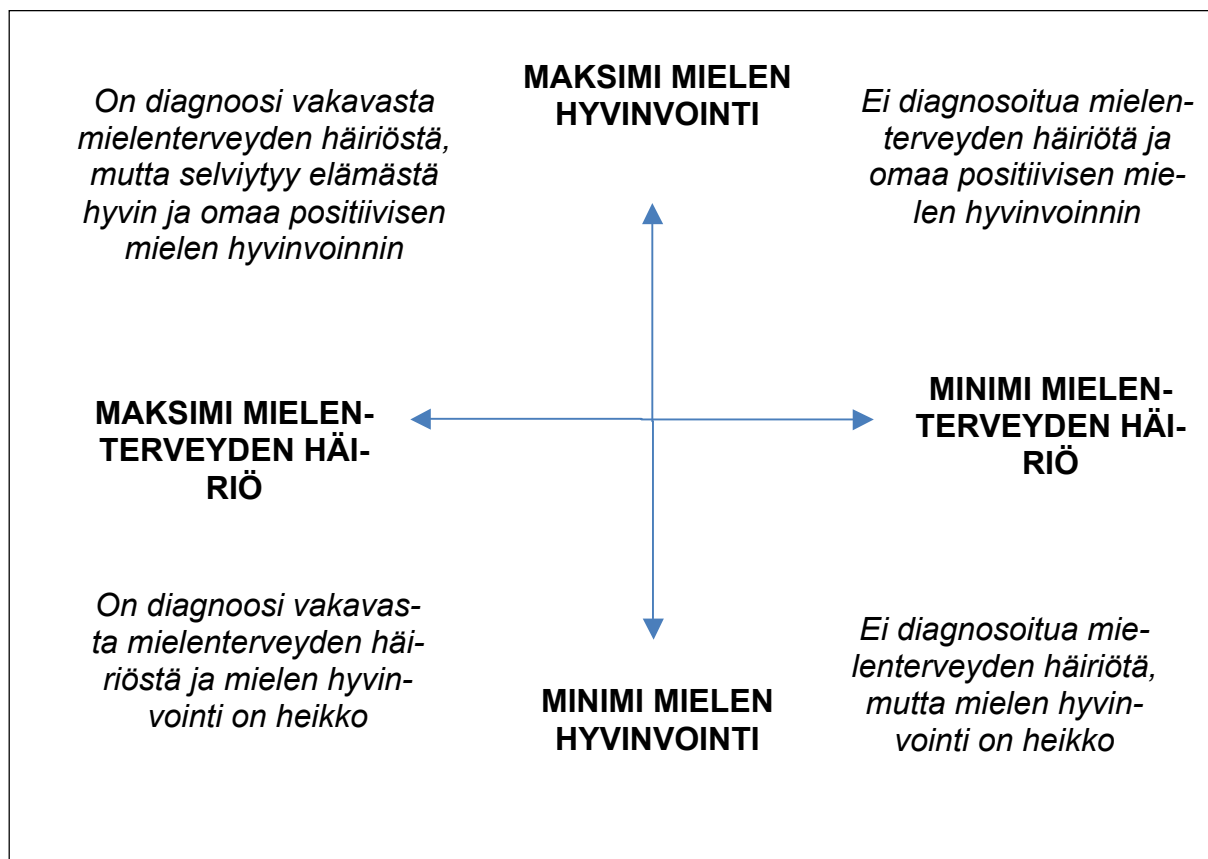 On diagnoosi vakavasta
mielenterveyden häiriöstä,
mutta selviytyy elämästä
hyvin ja omaa positiivisen
mielen hyvinvoinnin
MAKSIMI MIELEN
HYVINVOINTI
Ei diagnosoitua mielen-
terveyden häiriötä ja
omaa positiivisen mie-
len hyvinvoinnin
MAKSIMI MIELEN-
TERVEYDEN HÄI-
RIÖ
MINIMI MIELEN-
TERVEYDEN HÄI-
RIÖ
On diagnoosi vakavas-
ta mielenterveyden häi-
riöstä ja mielen hyvin-
vointi on heikko
MINIMI MIELEN
HYVINVOINTI
Ei diagnosoitua mie-
lenterveyden häiriötä,
mutta mielen hyvin-
vointi on heikko